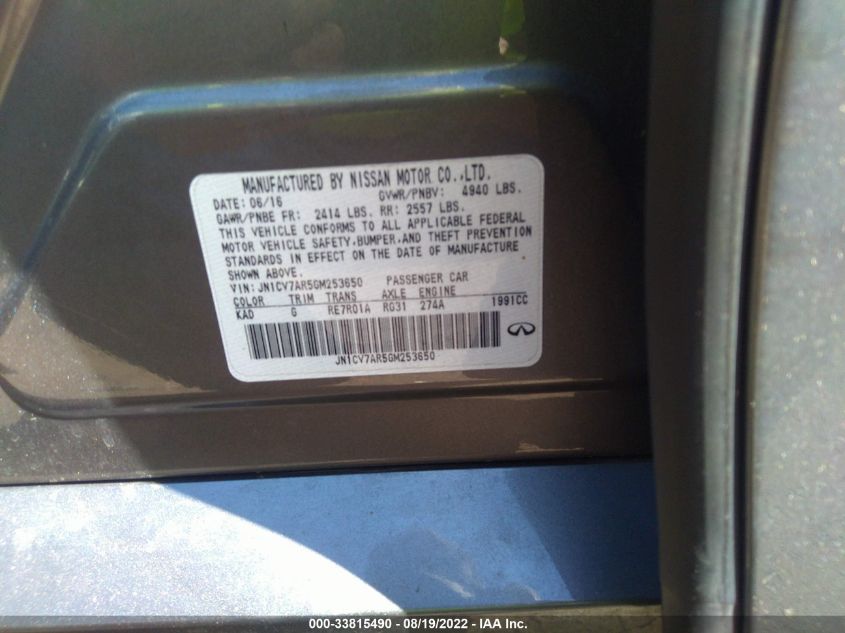 MANUFACTURED BY NISSAN MOTOR CO.,LTD.
DATE: 06/16 GVWR/PNBV: 4940 LBS.
GAWR/PNBE FR: 2414 LBS. RR: 2557 LBS.
THIS VEHICLE CONFORMS TO ALL APPLICABLE FEDERAL
MOTOR VEHICLE SAFETY,BUMPER,AND THEFT PREVENTION
STANDARDS IN EFFECT ON THE DATE OF MANUFACTURE
SHOWN ABOVE.
VIN: JN1CV7AR5GM253650 PASSENGER CAR
COLOR TRIM TRANS AXLE ENGINE
KAD G RE7R01A RG31 274A 1991CC
JN1CV7AR5GM253650
000-33815490 - 08/19/2022 - IAA Inc.